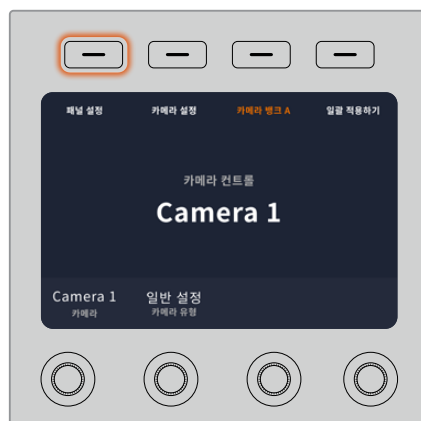 패널 설정 카메라 설정 카메라 뱅크 A 일괄 적용하기
카메라 컨트롤
Camera 1
Camera 1 일반 설정
카메라 카메라 유형